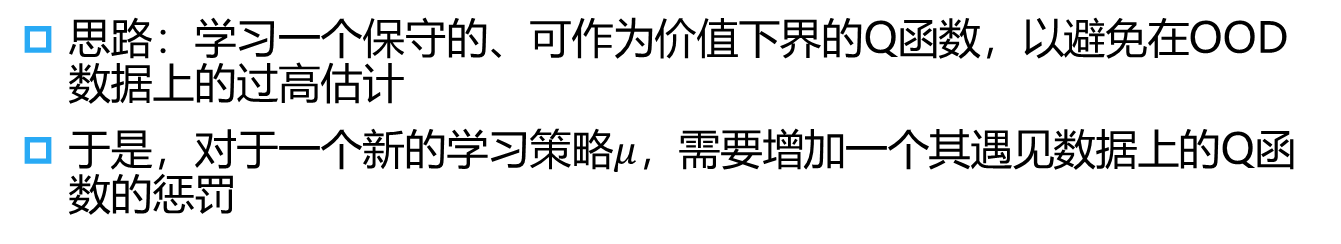 思路：学习一个保守的、可作为价值下界的Q函数，以避免在OOD
数据上的过高估计
于是，对于一个新的学习策略μ，需要增加一个其遇见数据上的Q函
数的惩罚